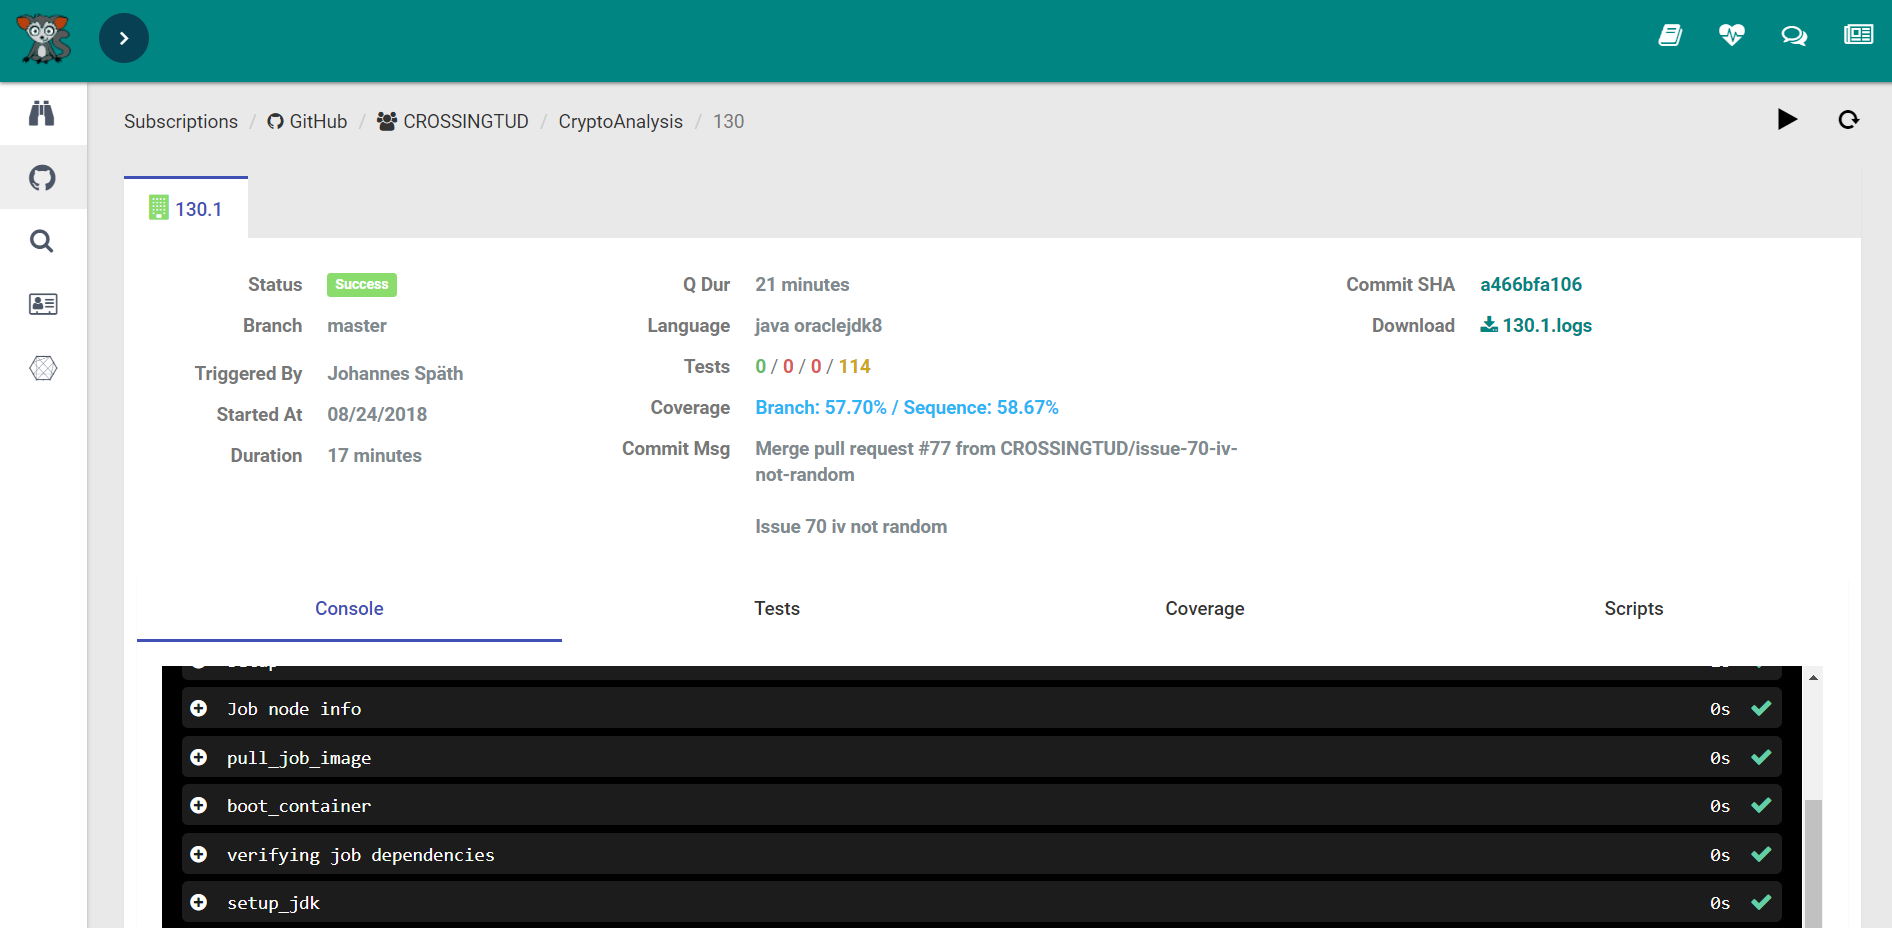 Subscriptions / GitHub / CROSSINGTUD / CryptoAnalysis / 130
130.1
Status Success
Branch master
Triggered By Johannes Späth
Started At 08/24/2018
Duration 17 minutes
Q Dur 21 minutes
Language java oraclejdk8
Tests 0 / 0 / 0 / 114
Coverage Branch: 57.70% / Sequence: 58.67%
Commit Msg Merge pull request #77 from CROSSINGTUD/issue-70-iv-
not-random
Issue 70 iv not random
Commit SHA a466bfa106
Download 130.1.logs
Console Tests Coverage Scripts
Job node info 0s
pull_job_image 0s
boot_container 0s
verifying job dependencies 0s
setup_jdk 0s